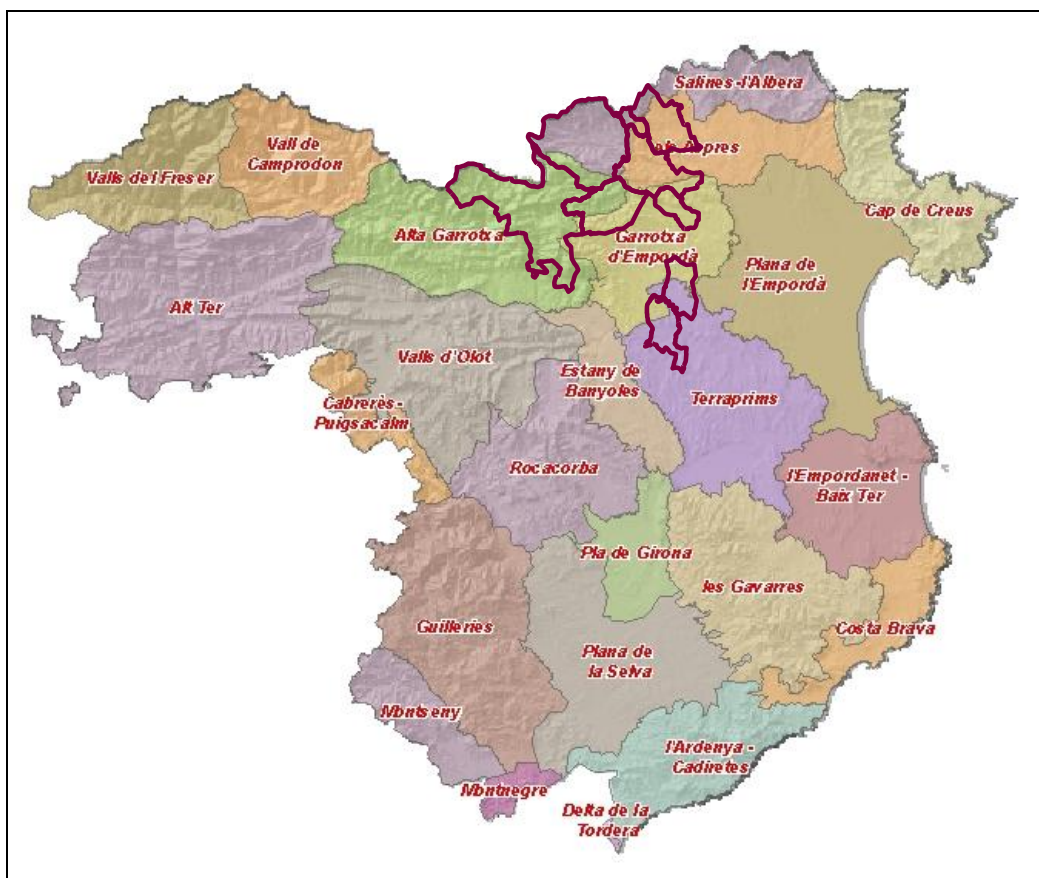 Salines-l'Albera
Vall de
Camprodon
Valls del Freser
Aspres
Cap de Creus
Alta Garrotxa
Garrotxa
d'Empordà
Plana de
l'Empordà
Alt Ter
Valls d'Olot
Estany de
Banyoles
Terraprims
Cabrerès-
Puigsacalm
Rocacorba
l'Empordanet -
Baix Ter
Pla de Girona
les Gavarres
Guilleries
Costa Brava
Plana de
la Selva
Montseny
l'Ardenya -
Cadiretes
Montnegre
Delta de la
Tordera